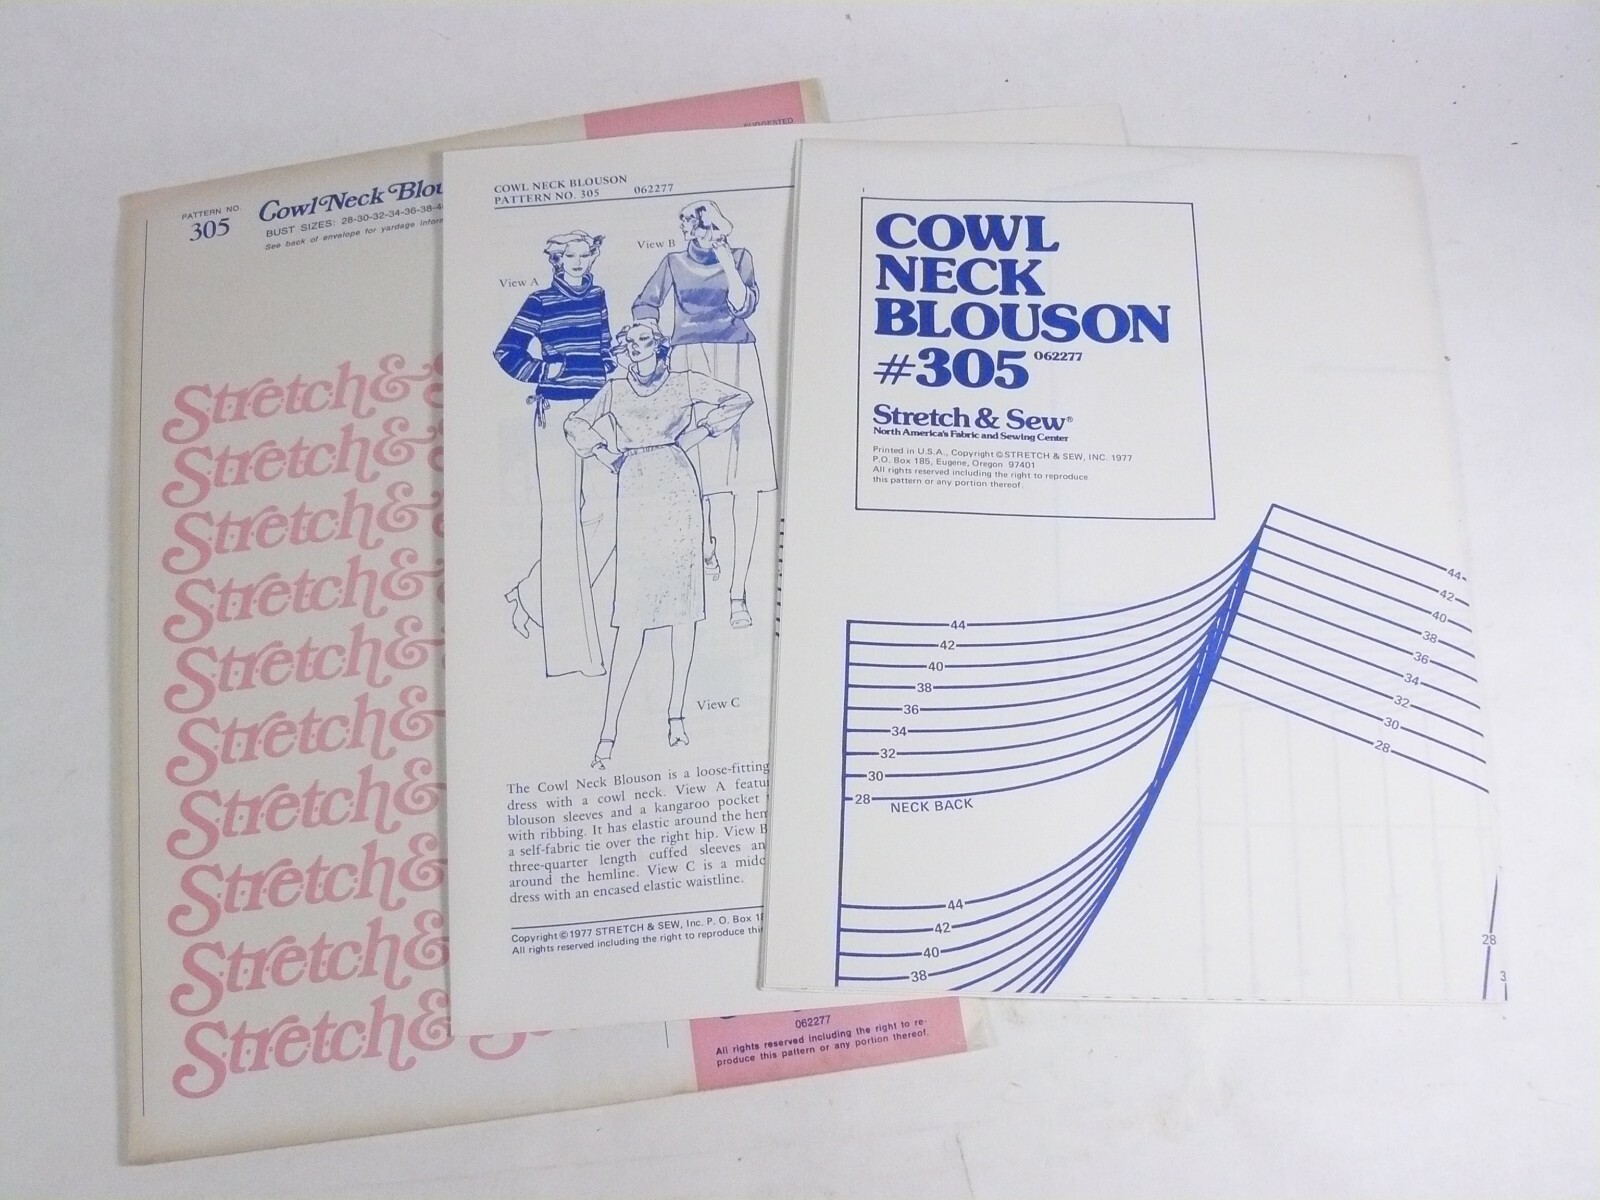 PATTERN NO.
305
Cowl Neck Blou
BUST SIZES: 28-30-32-34-36-38-4
See back of envelope for yardage infor
SUGGESTED
Stretch &
Stretch &
Stretch &
Stretch &
Stretch &
Stretch &
Stretch &
Stretch &
Stretch &
Stretch &
062277
All rights reserved including the right to re-
produce this pattern or any portion thereof.
COWL NECK BLOUSON
PATTERN NO. 305 062277
View A
View B
View C
The Cowl Neck Blouson is a loose-fitting
dress with a cowl neck. View A featu
blouson sleeves and a kangaroo pocket
with ribbing. It has elastic around the hem
a self-fabric tie over the right hip. View B
three-quarter length cuffed sleeves an
around the hemline. View C is a mid
dress with an encased elastic waistline.
Copyright © 1977 STRETCH & SEW, Inc. P. O. Box 18
All rights reserved including the right to reproduce thi
COWL
NECK
BLOUSON
#305 062277
Stretch & Sew®
North America's Fabric and Sewing Center
Printed in U.S.A., Copyright © STRETCH & SEW, INC. 1977
P.O. Box 185, Eugene, Oregon 97401
All rights reserved including the right to reproduce
this pattern or any portion thereof.
44
42
40
38
36
34
32
30
28
NECK BACK
44
42
40
38
36
34
32
30
28
44
42
40
38
28
3